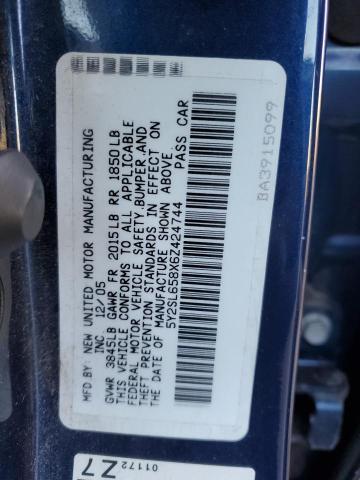 MFD. BY NEW UNITED MOTOR MANUFACTURING
INC 12/05
GVWR 3845LB GAWR FR 2015LB RR 1850LB
THIS VEHICLE CONFORMS TO ALL APPLICABLE
FEDERAL MOTOR VEHICLE SAFETY,BUMPER,AND
THEFT PREVENTION STANDARDS IN EFFECT ON
THE DATE OF MANUFACTURE SHOWN ABOVE
5Y2SL658X6Z424744 PASS CAR
BA3915099
01172
Z7